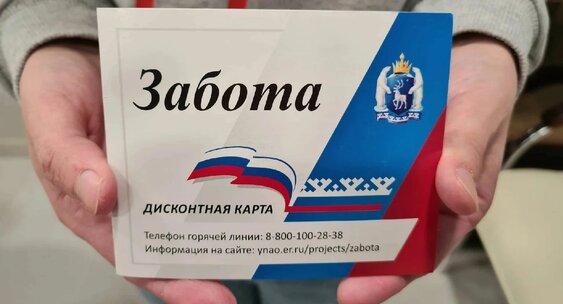 Забота
ДИСКОНТНАЯ КАРТА
Телефон горячей линии: 8-800-100-28-38
Информация на сайте: ynao.er.ru/projects/zabota